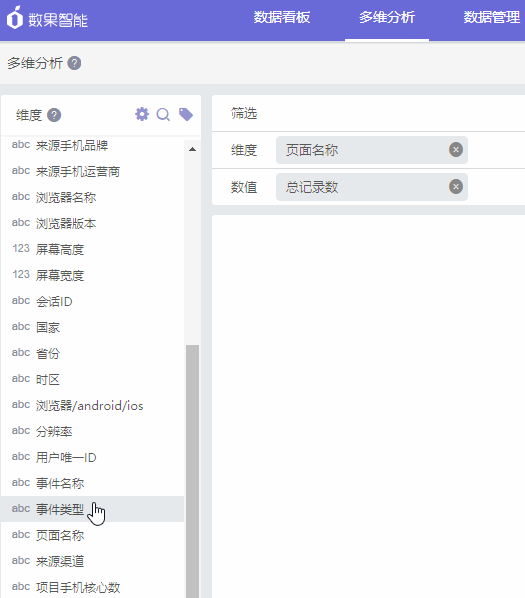 数果智能
数据看板 多维分析 数据管理
多维分析 ?
维度 ?
abc 来源手机品牌
abc 来源手机运营商
abc 浏览器名称
abc 浏览器版本
123 屏幕高度
123 屏幕宽度
abc 会话ID
abc 国家
abc 省份
abc 时区
abc 浏览器/android/ios
abc 分辨率
abc 用户唯一ID
abc 事件名称
abc 事件类型
abc 页面名称
abc 来源渠道
abc 项目手机核心数
筛选
维度 页面名称
数值 总记录数